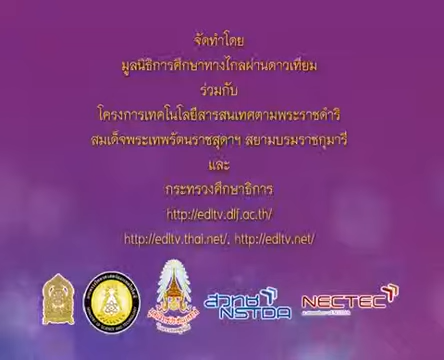 จัดทำโดย
มูลนิธิการศึกษาทางไกลผ่านดาวเทียม
ร่วมกับ
โครงการเทคโนโลยีสารสนเทศตามพระราชดำริ
สมเด็จพระเทพรัตนราชสุดาฯ สยามบรมราชกุมารี
และ
กระทรวงศึกษาธิการ
http://edltv.dlf.ac.th/
http://edltv.thai.net/, http://edltv.net/
สวทช
NSTDA
NECTEC